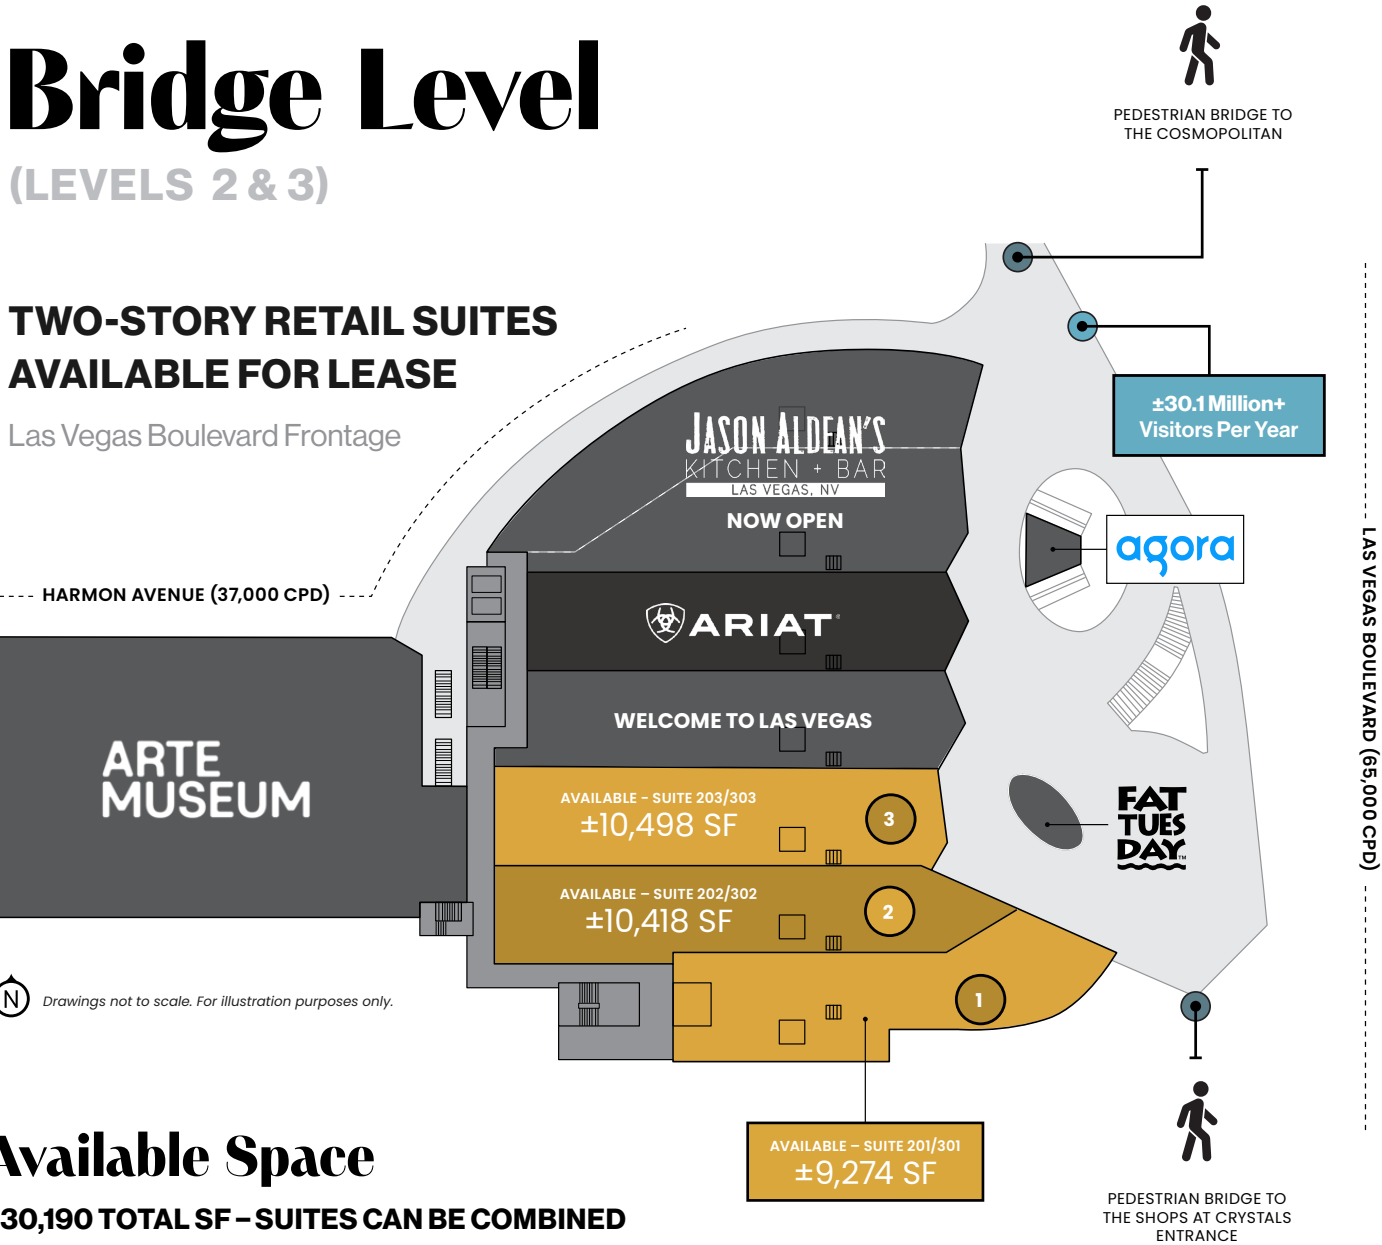 Bridge Level
(LEVELS 2 & 3)
TWO-STORY RETAIL SUITES
AVAILABLE FOR LEASE
Las Vegas Boulevard Frontage
PEDESTRIAN BRIDGE TO
THE COSMOPOLITAN
±30.1 Million+
Visitors Per Year
JASON ALDEAN'S
KITCHEN + BAR
LAS VEGAS, NV
NOW OPEN
agora
HARMON AVENUE (37,000 CPD)
ARIAT
LAS VEGAS BOULEVARD (65,000 CPD)
WELCOME TO LAS VEGAS
ARTE
MUSEUM
AVAILABLE - SUITE 203/303
±10,498 SF
3
FAT
TUES
DAY™
AVAILABLE – SUITE 202/302
±10,418 SF
2
1
N
Drawings not to scale. For illustration purposes only.
AVAILABLE – SUITE 201/301
±9,274 SF
Available Space
30,190 TOTAL SF – SUITES CAN BE COMBINED
PEDESTRIAN BRIDGE TO
THE SHOPS AT CRYSTALS
ENTRANCE